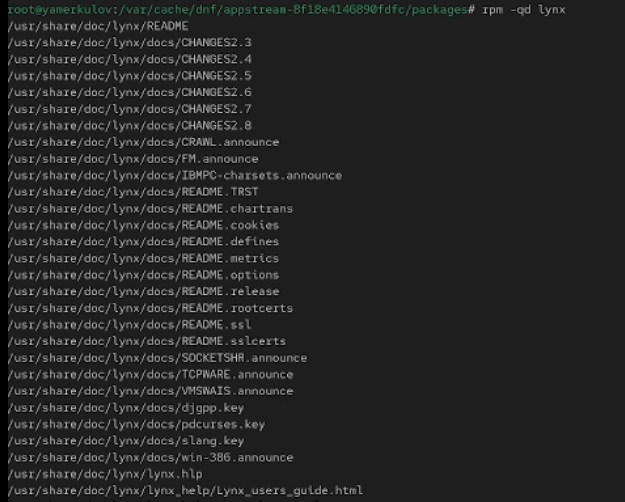 root@yamerkulov:/var/cache/dnf/appstream-8f18e4146890fdfc/packages# rpm -qd lynx
/usr/share/doc/lynx/README
/usr/share/doc/lynx/docs/CHANGES2.3
/usr/share/doc/lynx/docs/CHANGES2.4
/usr/share/doc/lynx/docs/CHANGES2.5
/usr/share/doc/lynx/docs/CHANGES2.6
/usr/share/doc/lynx/docs/CHANGES2.7
/usr/share/doc/lynx/docs/CHANGES2.8
/usr/share/doc/lynx/docs/CRAWL.announce
/usr/share/doc/lynx/docs/FM.announce
/usr/share/doc/lynx/docs/IBMPC-charsets.announce
/usr/share/doc/lynx/docs/README.TRST
/usr/share/doc/lynx/docs/README.chartrans
/usr/share/doc/lynx/docs/README.cookies
/usr/share/doc/lynx/docs/README.defines
/usr/share/doc/lynx/docs/README.metrics
/usr/share/doc/lynx/docs/README.options
/usr/share/doc/lynx/docs/README.release
/usr/share/doc/lynx/docs/README.rootcerts
/usr/share/doc/lynx/docs/README.ssl
/usr/share/doc/lynx/docs/README.sslcerts
/usr/share/doc/lynx/docs/SOCKETSHR.announce
/usr/share/doc/lynx/docs/TCPWARE.announce
/usr/share/doc/lynx/docs/VMSWAIS.announce
/usr/share/doc/lynx/docs/djgpp.key
/usr/share/doc/lynx/docs/pdcurses.key
/usr/share/doc/lynx/docs/slang.key
/usr/share/doc/lynx/docs/win-386.announce
/usr/share/doc/lynx/lynx.hlp
/usr/share/doc/lynx/lynx_help/Lynx_users_guide.html